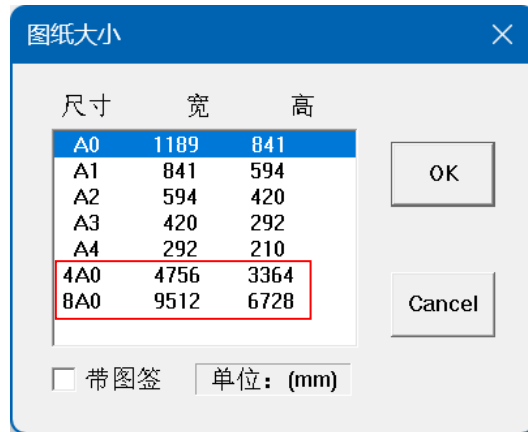 图纸大小
尺寸 宽 高
A0 1189 841
A1 841 594
A2 594 420
A3 420 292
A4 292 210
4A0 4756 3364
8A0 9512 6728
OK
Cancel
带图签 单位：(mm)